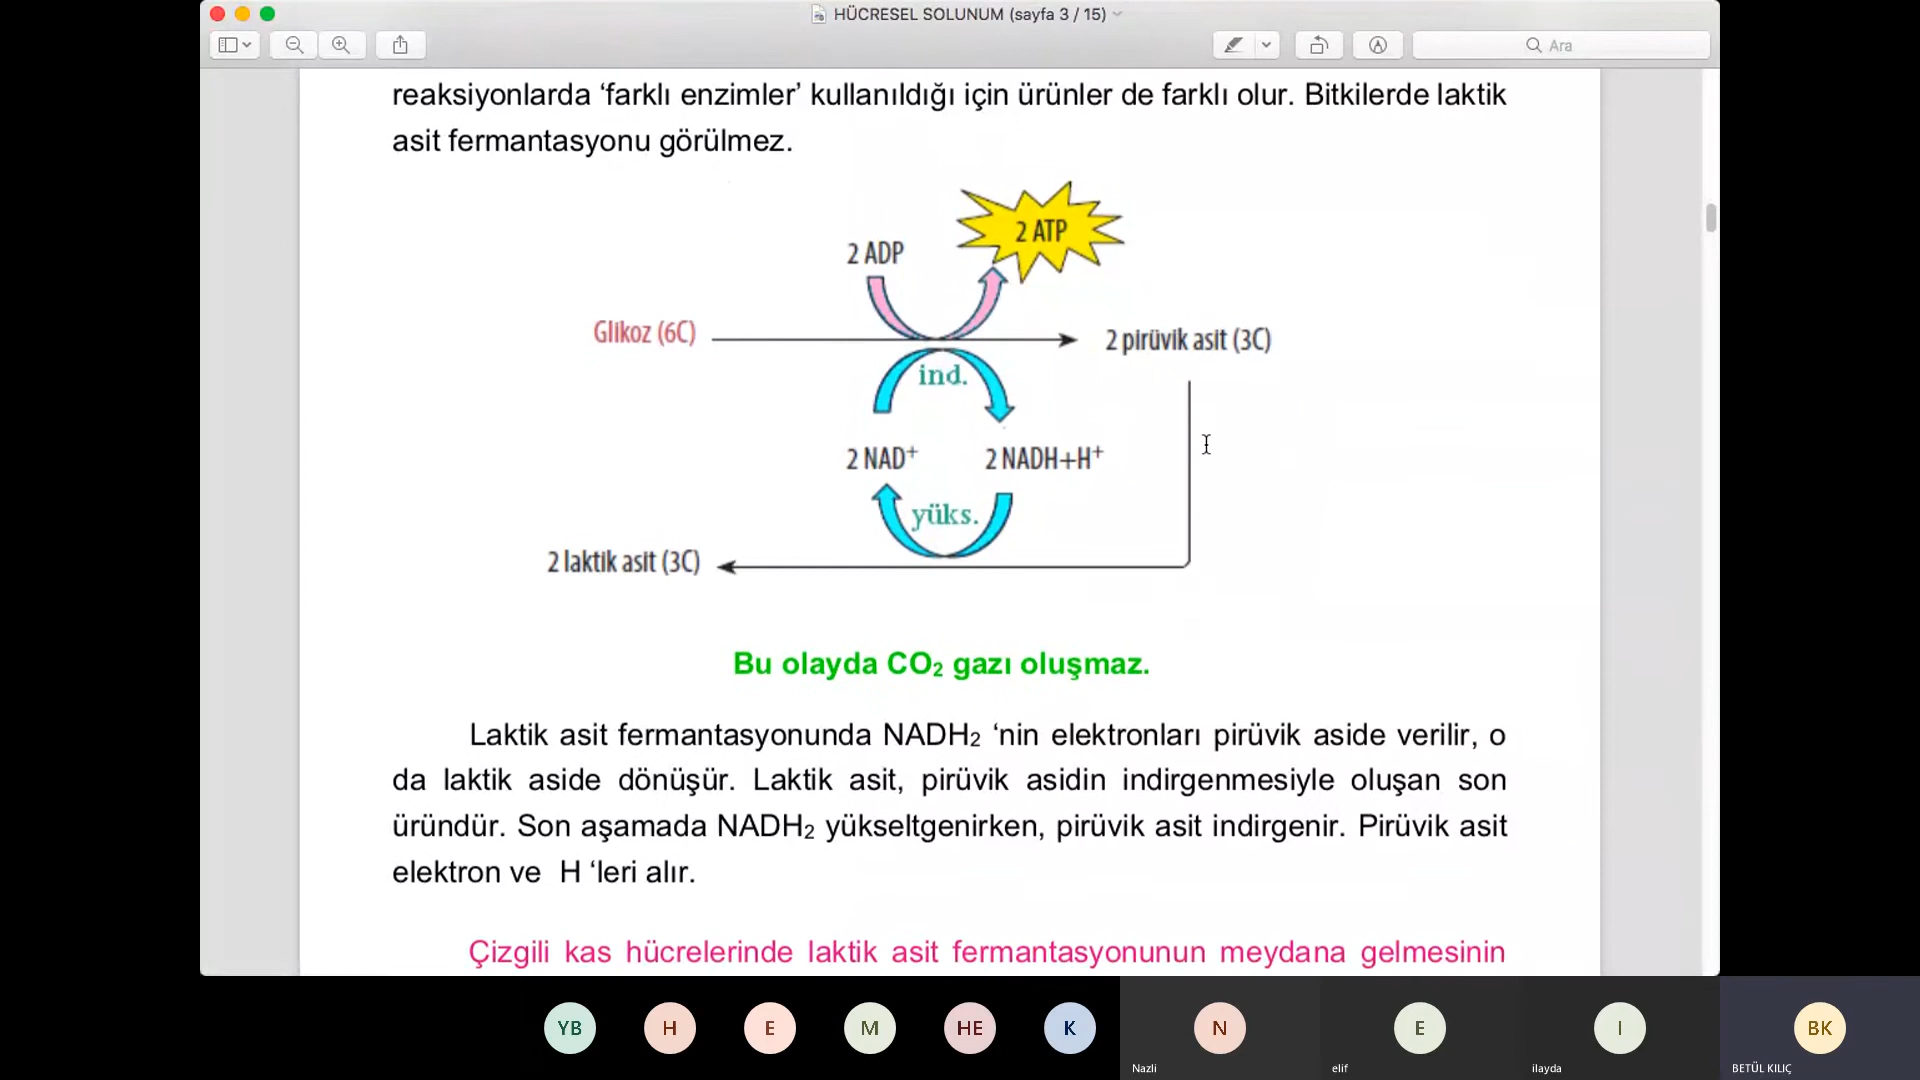 HÜCRESEL SOLUNUM (sayfa 3 / 15)
Ara
reaksiyonlarda ‘farklı enzimler’ kullanıldığı için ürünler de farklı olur. Bitkilerde laktik
asit fermantasyonu görülmez.
2 ATP
2 ADP
Glikoz (6C)
2 pirüvik asit (3C)
ind.
2 NAD⁺
2 NADH+H⁺
yüks.
2 laktik asit (3C)
Bu olayda CO₂ gazı oluşmaz.
Laktik asit fermantasyonunda NADH₂ ‘nin elektronları pirüvik aside verilir, o
da laktik aside dönüşür. Laktik asit, pirüvik asidin indirgenmesiyle oluşan son
üründür. Son aşamada NADH₂ yükseltgenirken, pirüvik asit indirgenir. Pirüvik asit
elektron ve H ‘leri alır.
Çizgili kas hücrelerinde laktik asit fermantasyonunun meydana gelmesinin
YB
H
E
M
HE
K
N
E
I
BK
Nazli
elif
ilayda
BETÜL KILIÇ